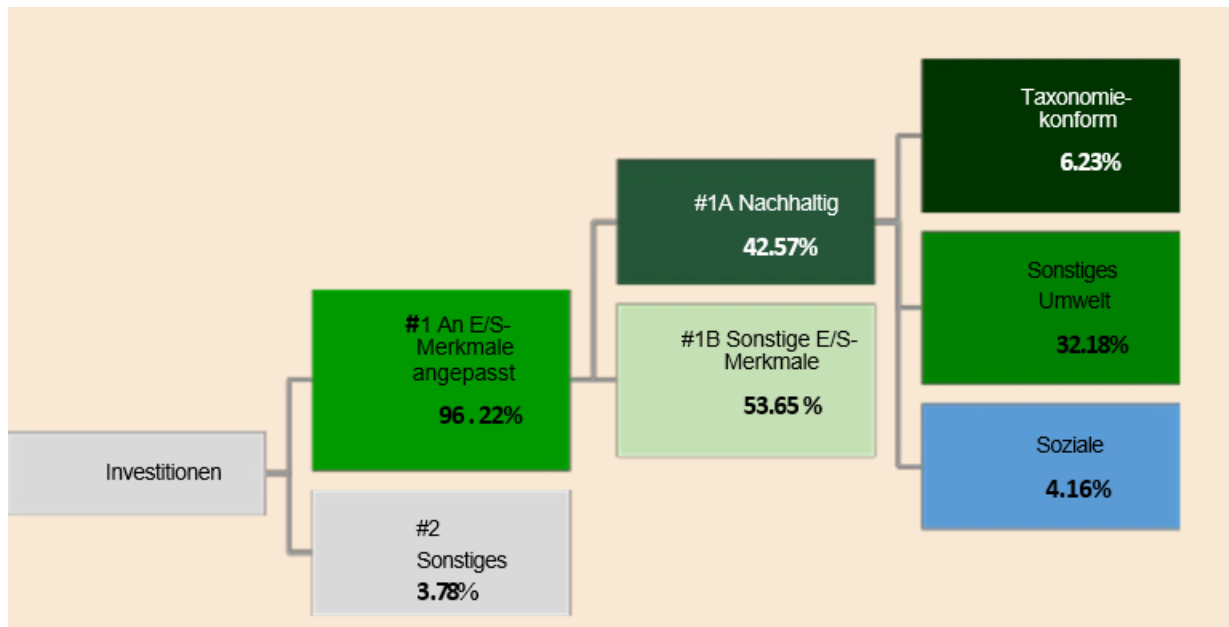 Investitionen
#1 An E/S-
Merkmale
angepasst
96.22%
#2
Sonstiges
3.78%
#1A Nachhaltig
42.57%
#1B Sonstige E/S-
Merkmale
53.65 %
Taxonomie-
konform
6.23%
Sonstiges
Umwelt
32.18%
Soziale
4.16%